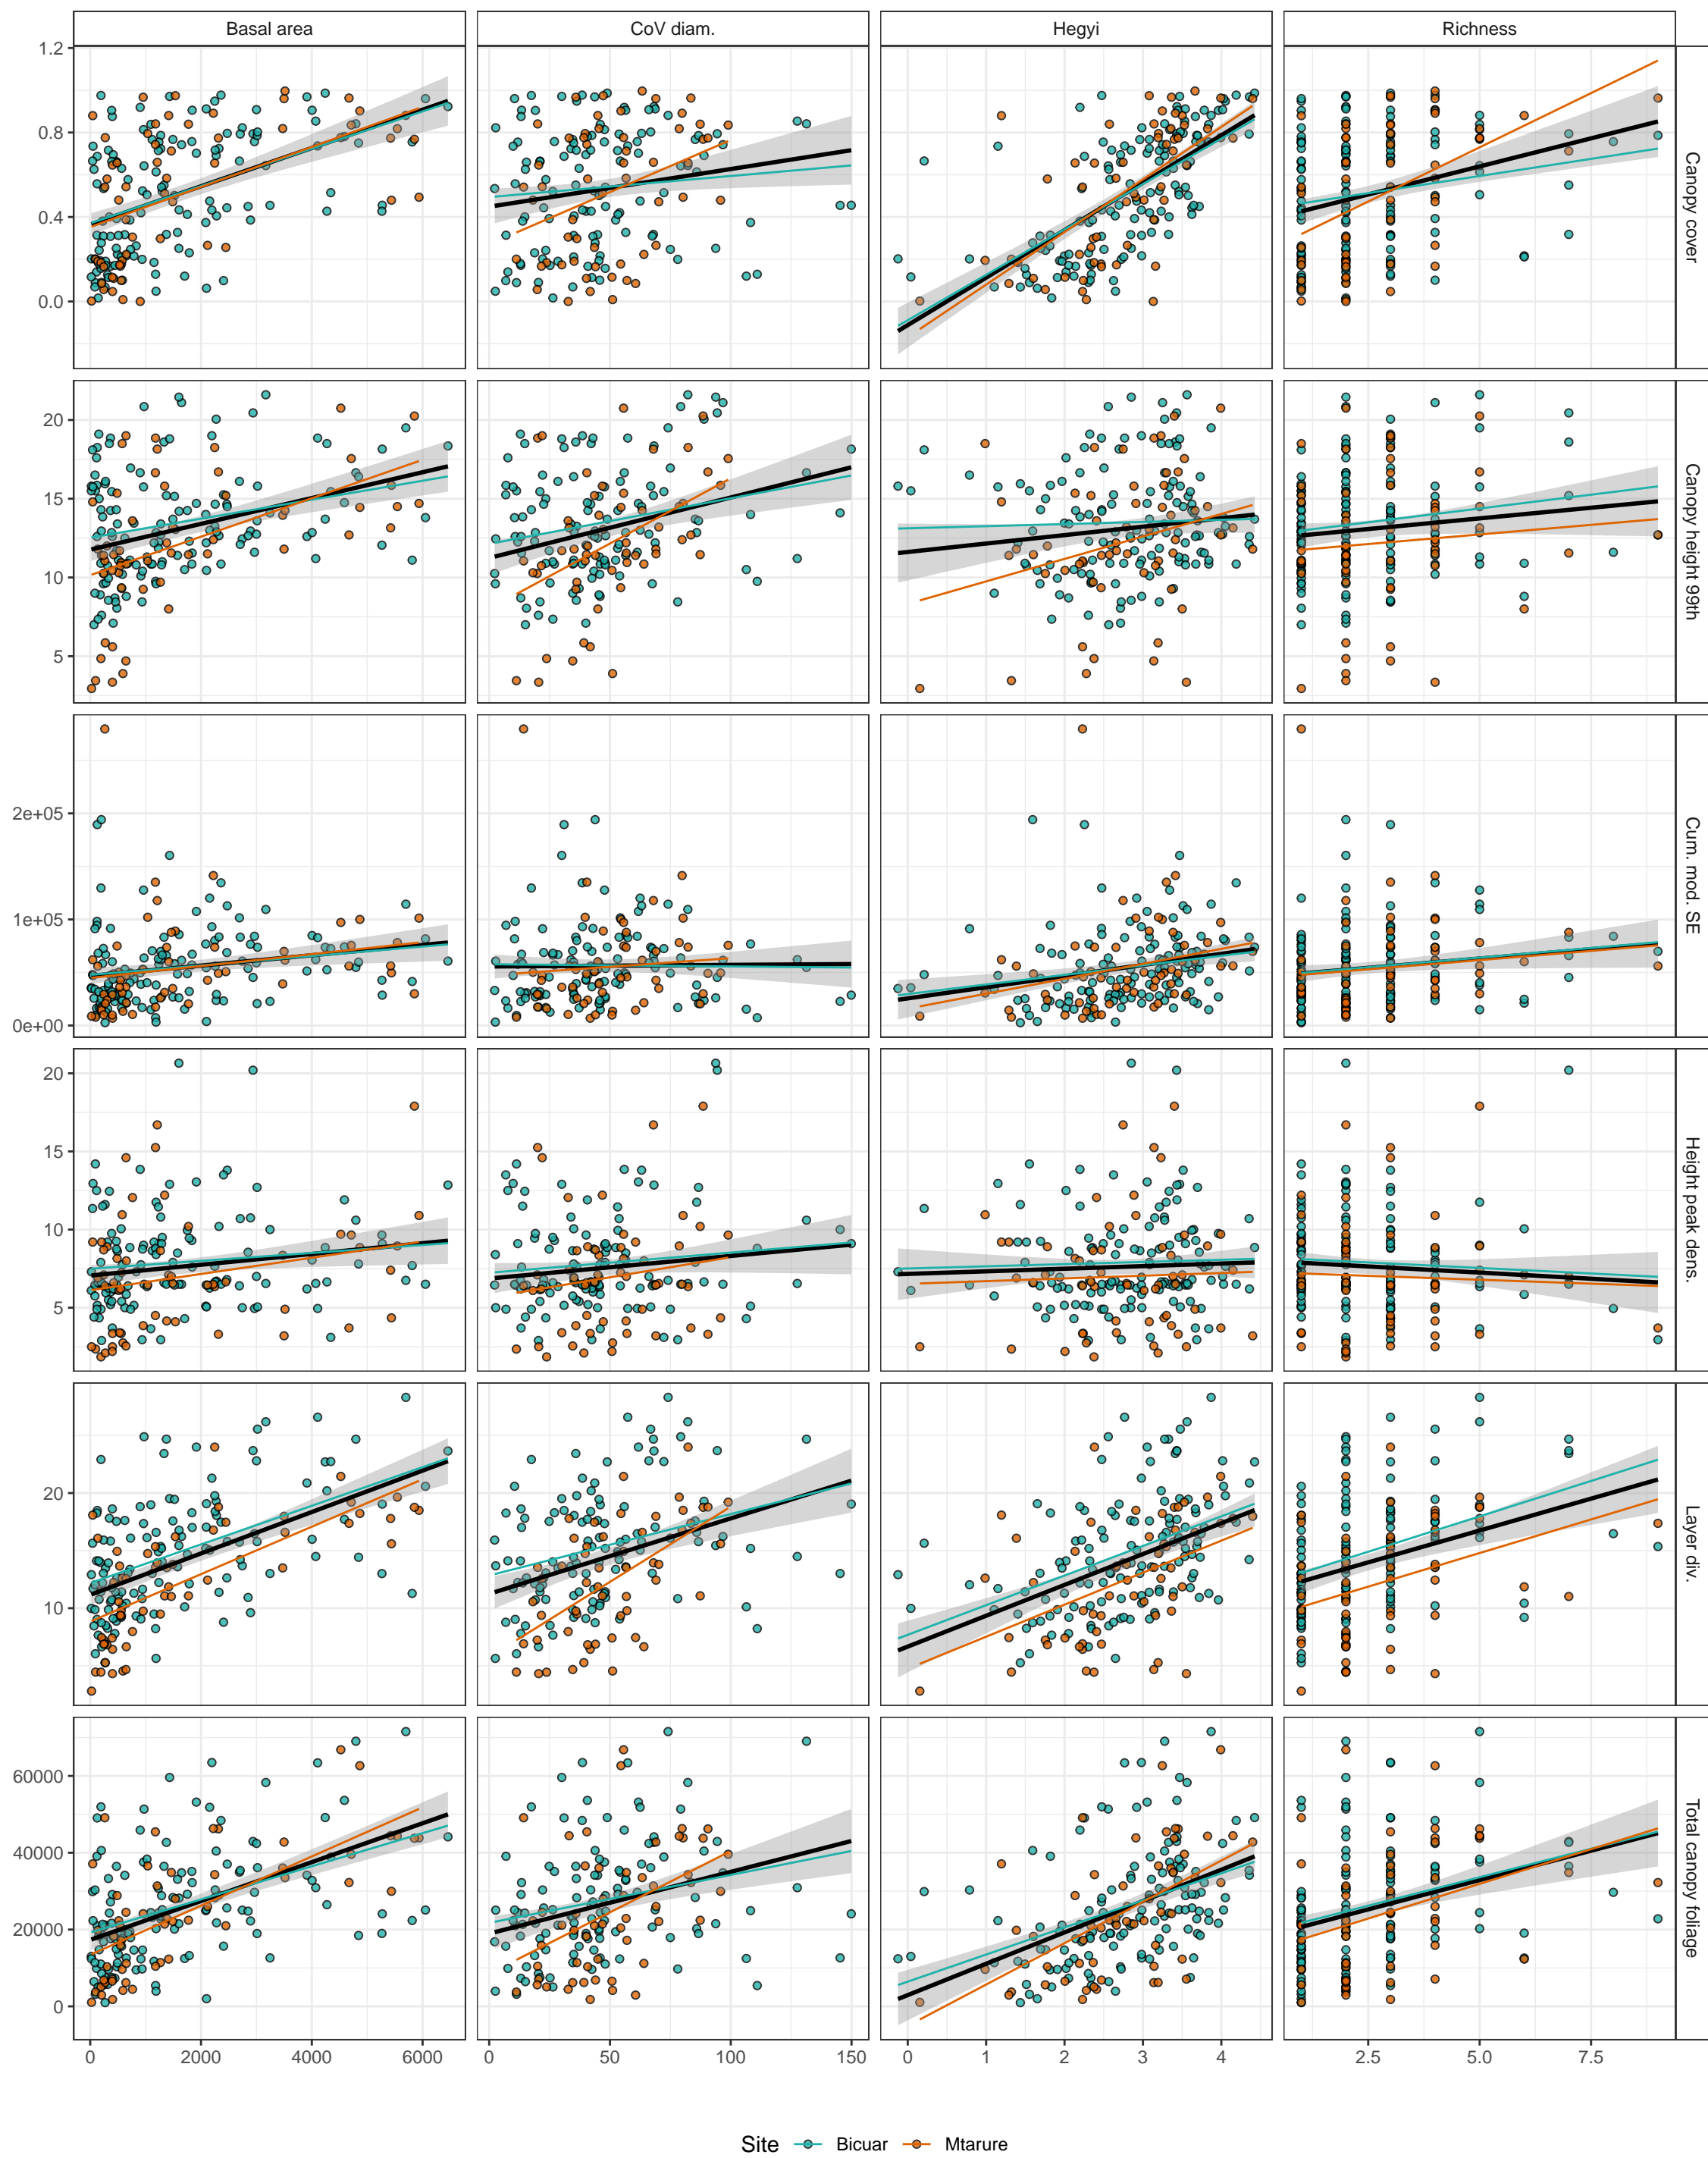 Basal area CoV diam. Hegyi Richness
1.2
0.8
0.4
0.0
Canopy cover
20
15
10
5
Canopy height 99th
2e+05
1e+05
0e+00
Cum. mod. SE
20
15
10
5
Height peak dens.
20
10
Layer div.
60000
40000
20000
0
Total canopy foliage
0 2000 4000 6000 0 50 100 150 0 1 2 3 4 2.5 5.0 7.5
Site Bicuar Mtarure